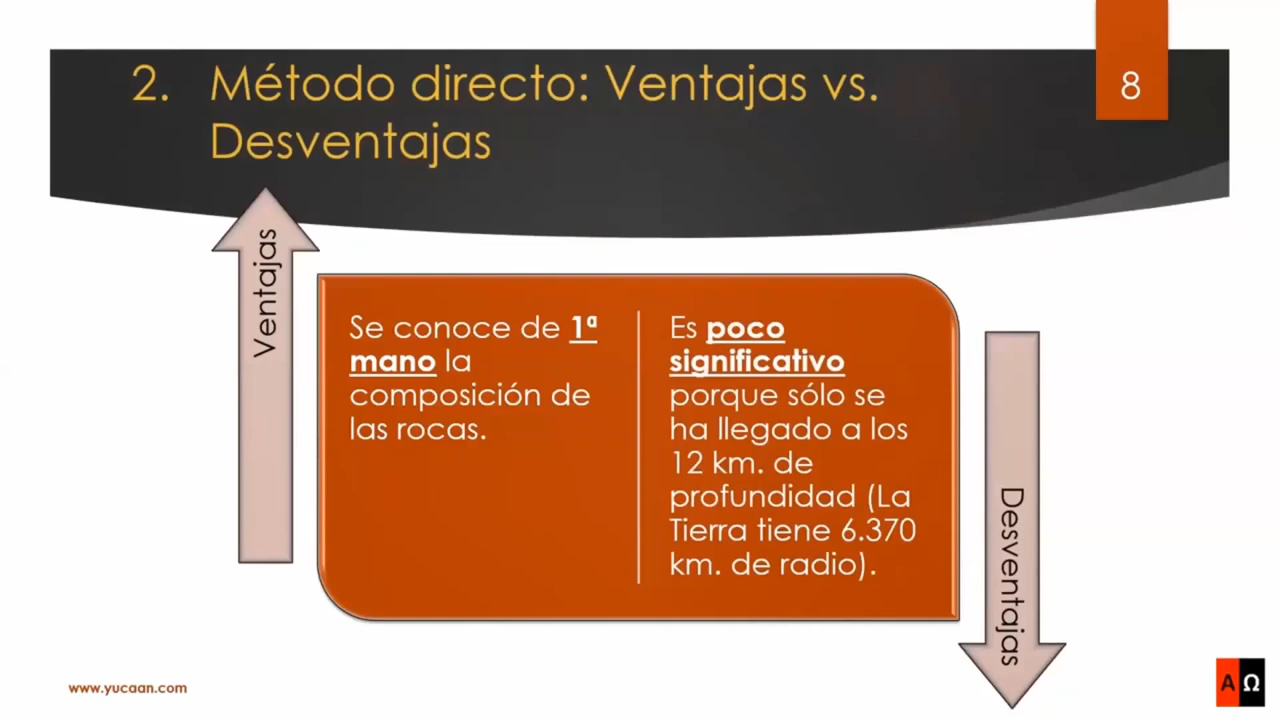 2. Método directo: Ventajas vs.
Desventajas
8
Ventajas
Se conoce de 1ª
mano la
composición de
las rocas.
Es poco
significativo
porque sólo se
ha llegado a los
12 km. de
profundidad (La
Tierra tiene 6.370
km. de radio).
Desventajas
www.yucaan.com
ΑΩ